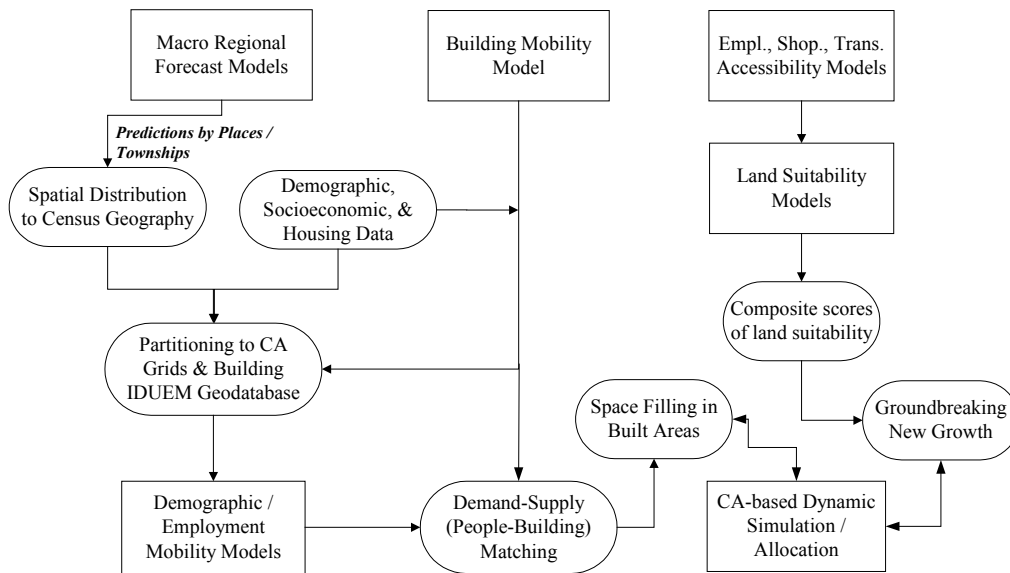 Macro Regional
Forecast Models
Building Mobility
Model
Empl., Shop., Trans.
Accessibility Models
Predictions by Places /
Townships
Spatial Distribution
to Census Geography
Demographic,
Socioeconomic, &
Housing Data
Land Suitability
Models
Composite scores
of land suitability
Partitioning to CA
Grids & Building
IDUEM Geodatabase
Space Filling in
Built Areas
Groundbreaking
New Growth
Demographic /
Employment
Mobility Models
Demand-Supply
(People-Building)
Matching
CA-based Dynamic
Simulation /
Allocation